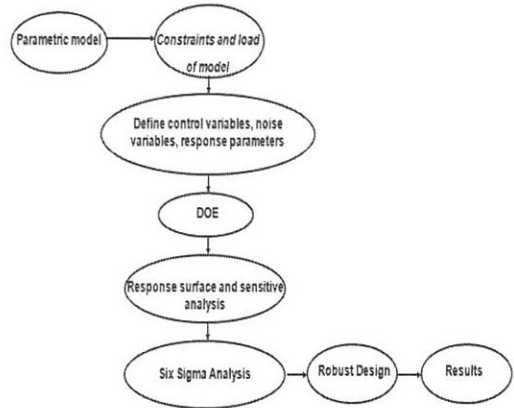 Parametric model
Constraints and load
of model
Define control variables, noise
variables, response parameters
DOE
Response surface and sensitive
analysis
Six Sigma Analysis
Robust Design
Results